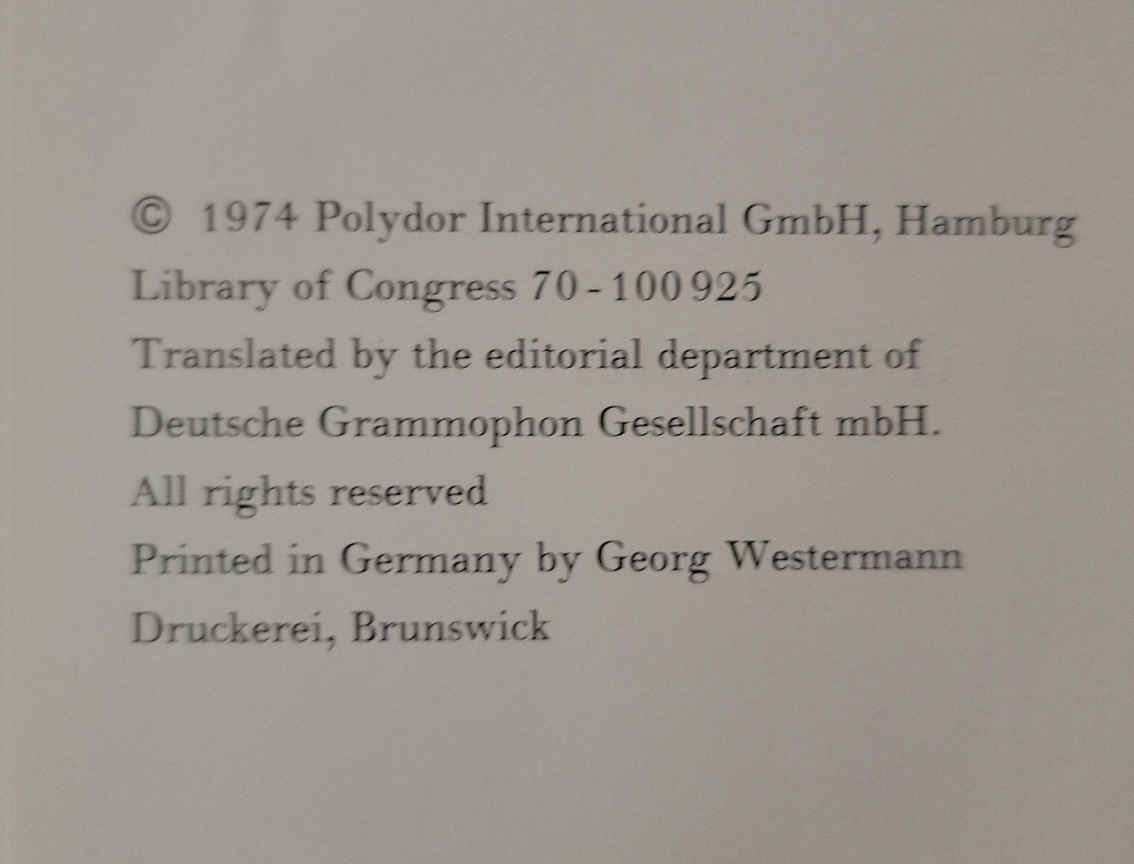 © 1974 Polydor International GmbH, Hamburg
Library of Congress 70-100 925
Translated by the editorial department of
Deutsche Grammophon Gesellschaft mbH.
All rights reserved
Printed in Germany by Georg Westermann
Druckerei, Brunswick